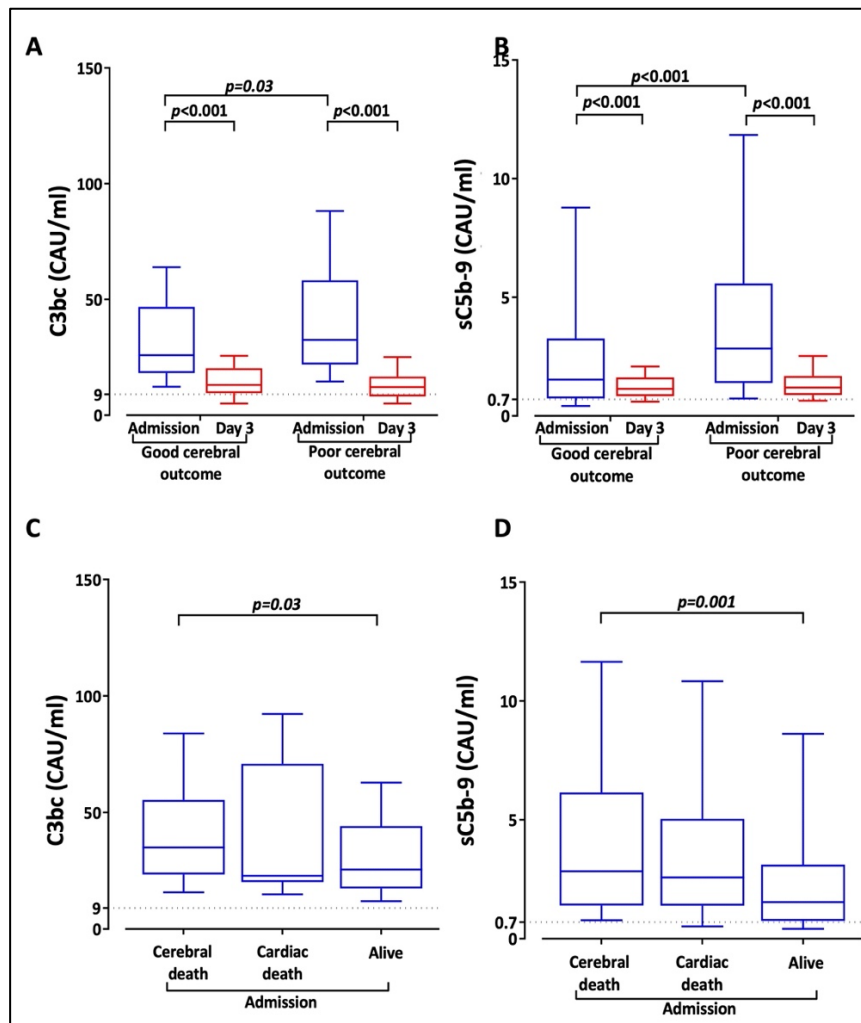 A
C3bc (CAU/ml)
150
100
50
9
0
p=0.03
p<0.001
p<0.001
Admission Day 3 Admission Day 3
Good cerebral outcome
Poor cerebral outcome
B
sC5b-9 (CAU/ml)
15
10
5
0.7
0
p<0.001
p<0.001
p<0.001
Admission Day 3 Admission Day 3
Good cerebral outcome
Poor cerebral outcome
C
C3bc (CAU/ml)
150
100
50
9
0
p=0.03
Cerebral death
Cardiac death
Alive
Admission
D
sC5b-9 (CAU/ml)
15
10
5
0.7
0
p=0.001
Cerebral death
Cardiac death
Alive
Admission